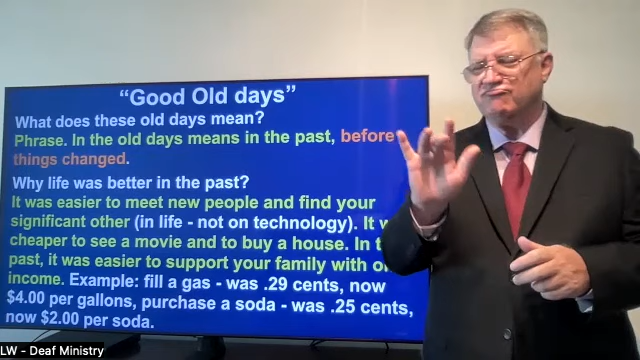 “Good Old days”
What does these old days mean?
Phrase. In the old days means in the past, before
things changed.
Why life was better in the past?
It was easier to meet new people and find your
significant other (in life - not on technology). It
cheaper to see a movie and to buy a house. In
past, it was easier to support your family with
income. Example: fill a gas - was .29 cents, now
$4.00 per gallons, purchase a soda - was .25 cents,
now $2.00 per soda.
LW - Deaf Ministry